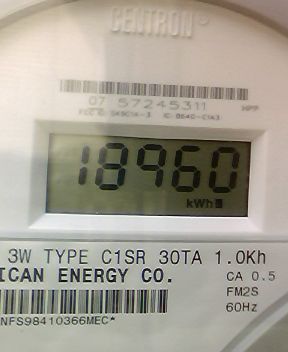 CENTRON
07 57245311
18960
kWh
3W TYPE C1SR 30TA 1.0Kh
ICAN ENERGY CO.
CA 0.5
FM2S
60Hz
NFS98410366MEC*